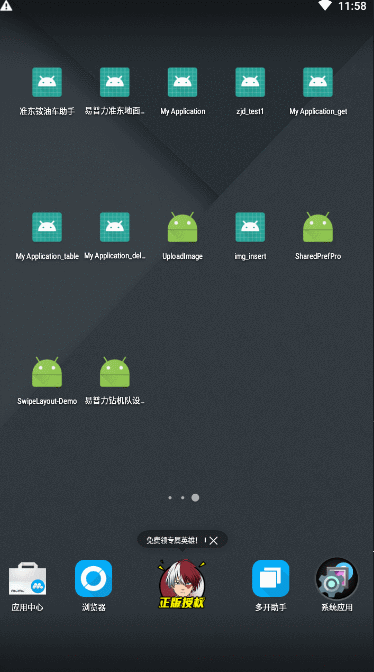 11:58
准东铵油车助手
易普力准东地面...
My Application
zjd_test1
My Application_get
My Application_table
My Application_del...
UploadImage
img_insert
SharedPrefPro
SwipeLayout-Demo
易普力钻机队设...
免费领专属英雄!
正版授权
应用中心
浏览器
多开助手
系统应用